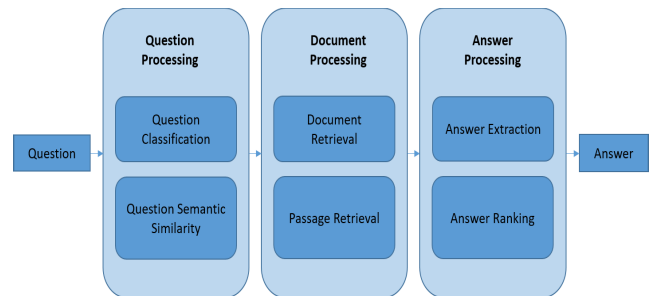 Question
Processing
Document
Processing
Answer
Processing
Question
Classification
Document
Retrieval
Answer Extraction
Question
Answer
Question Semantic
Similarity
Passage Retrieval
Answer Ranking